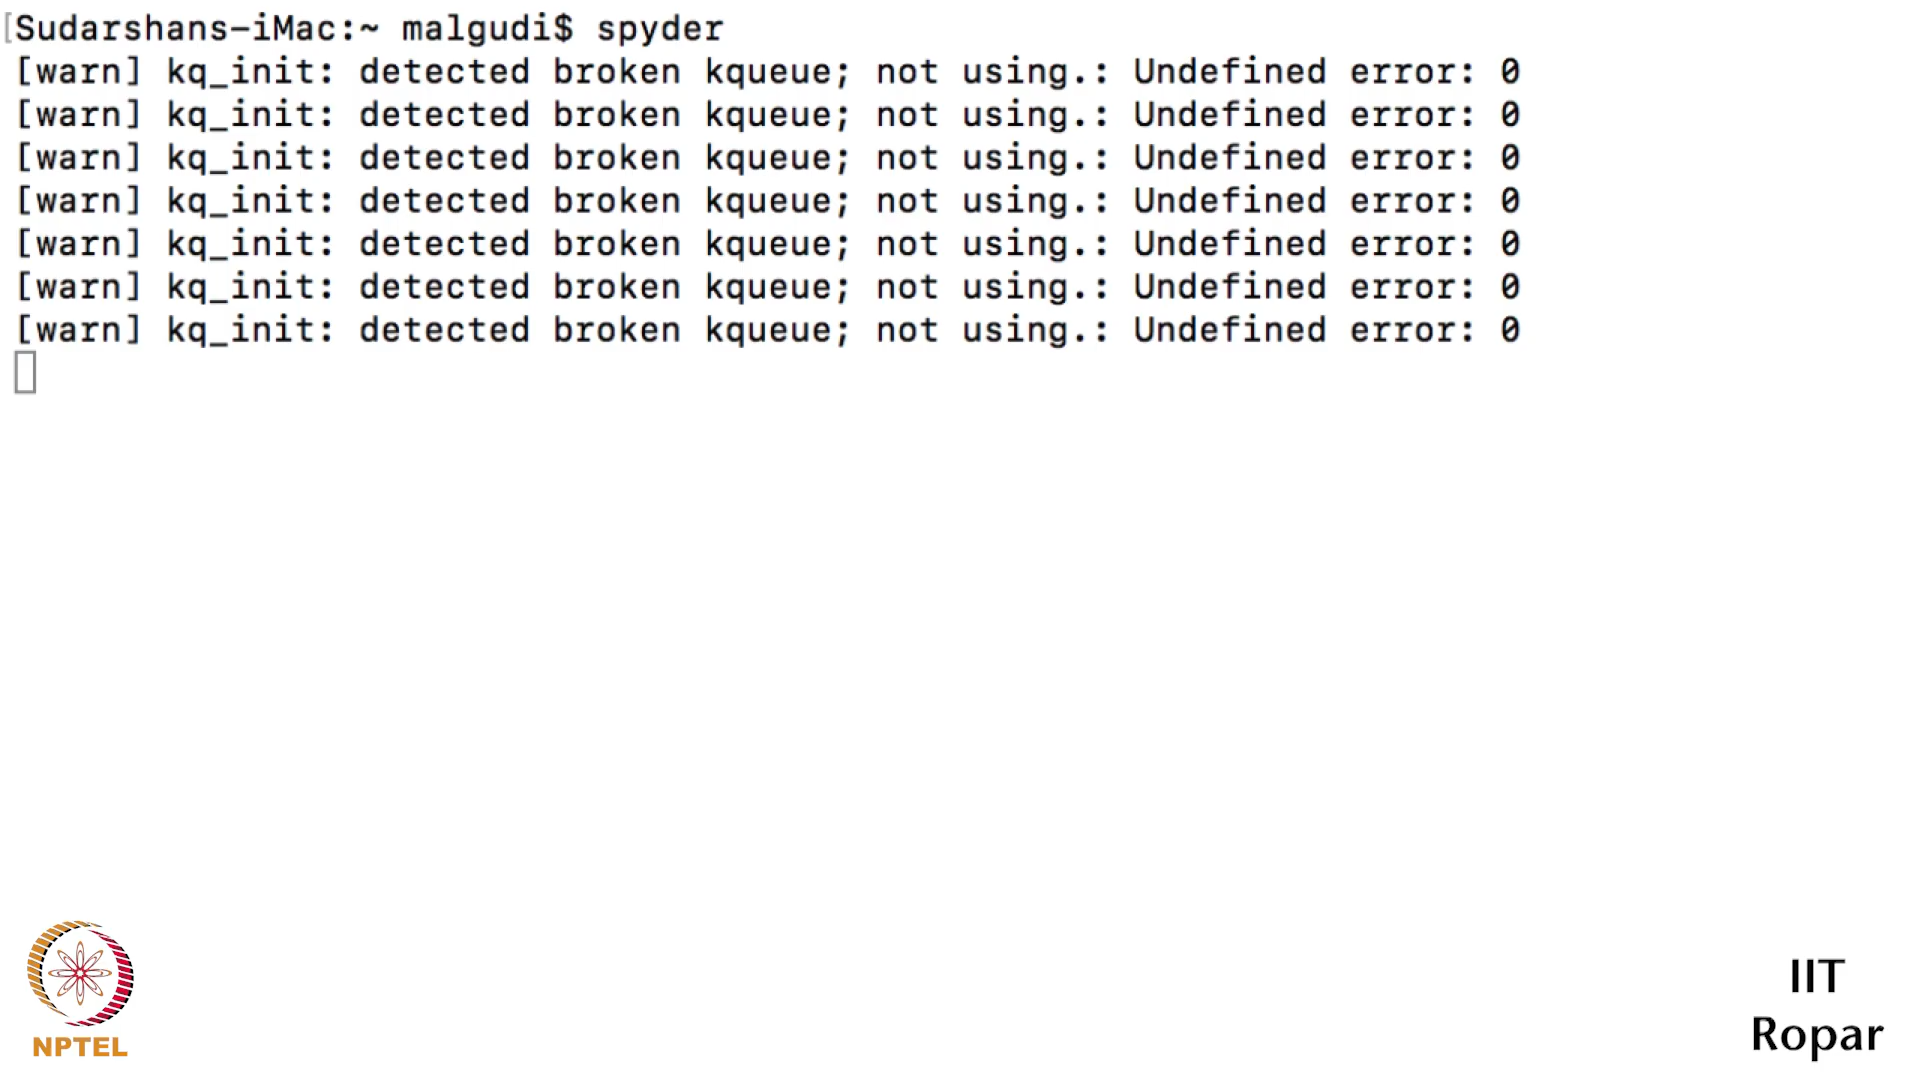 [Sudarshans-iMac:~ malgudi$ spyder
[warn] kq_init: detected broken kqueue; not using.: Undefined error: 0
[warn] kq_init: detected broken kqueue; not using.: Undefined error: 0
[warn] kq_init: detected broken kqueue; not using.: Undefined error: 0
[warn] kq_init: detected broken kqueue; not using.: Undefined error: 0
[warn] kq_init: detected broken kqueue; not using.: Undefined error: 0
[warn] kq_init: detected broken kqueue; not using.: Undefined error: 0
[warn] kq_init: detected broken kqueue; not using.: Undefined error: 0
NPTEL
IIT
Ropar